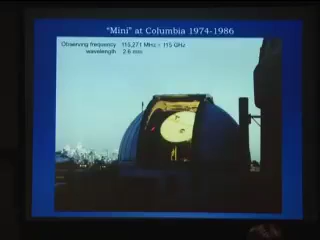 "Mini" at Columbia 1974-1986
Observing frequency 115,271 MHz = 115 GHz
wavelength 2.6 mm